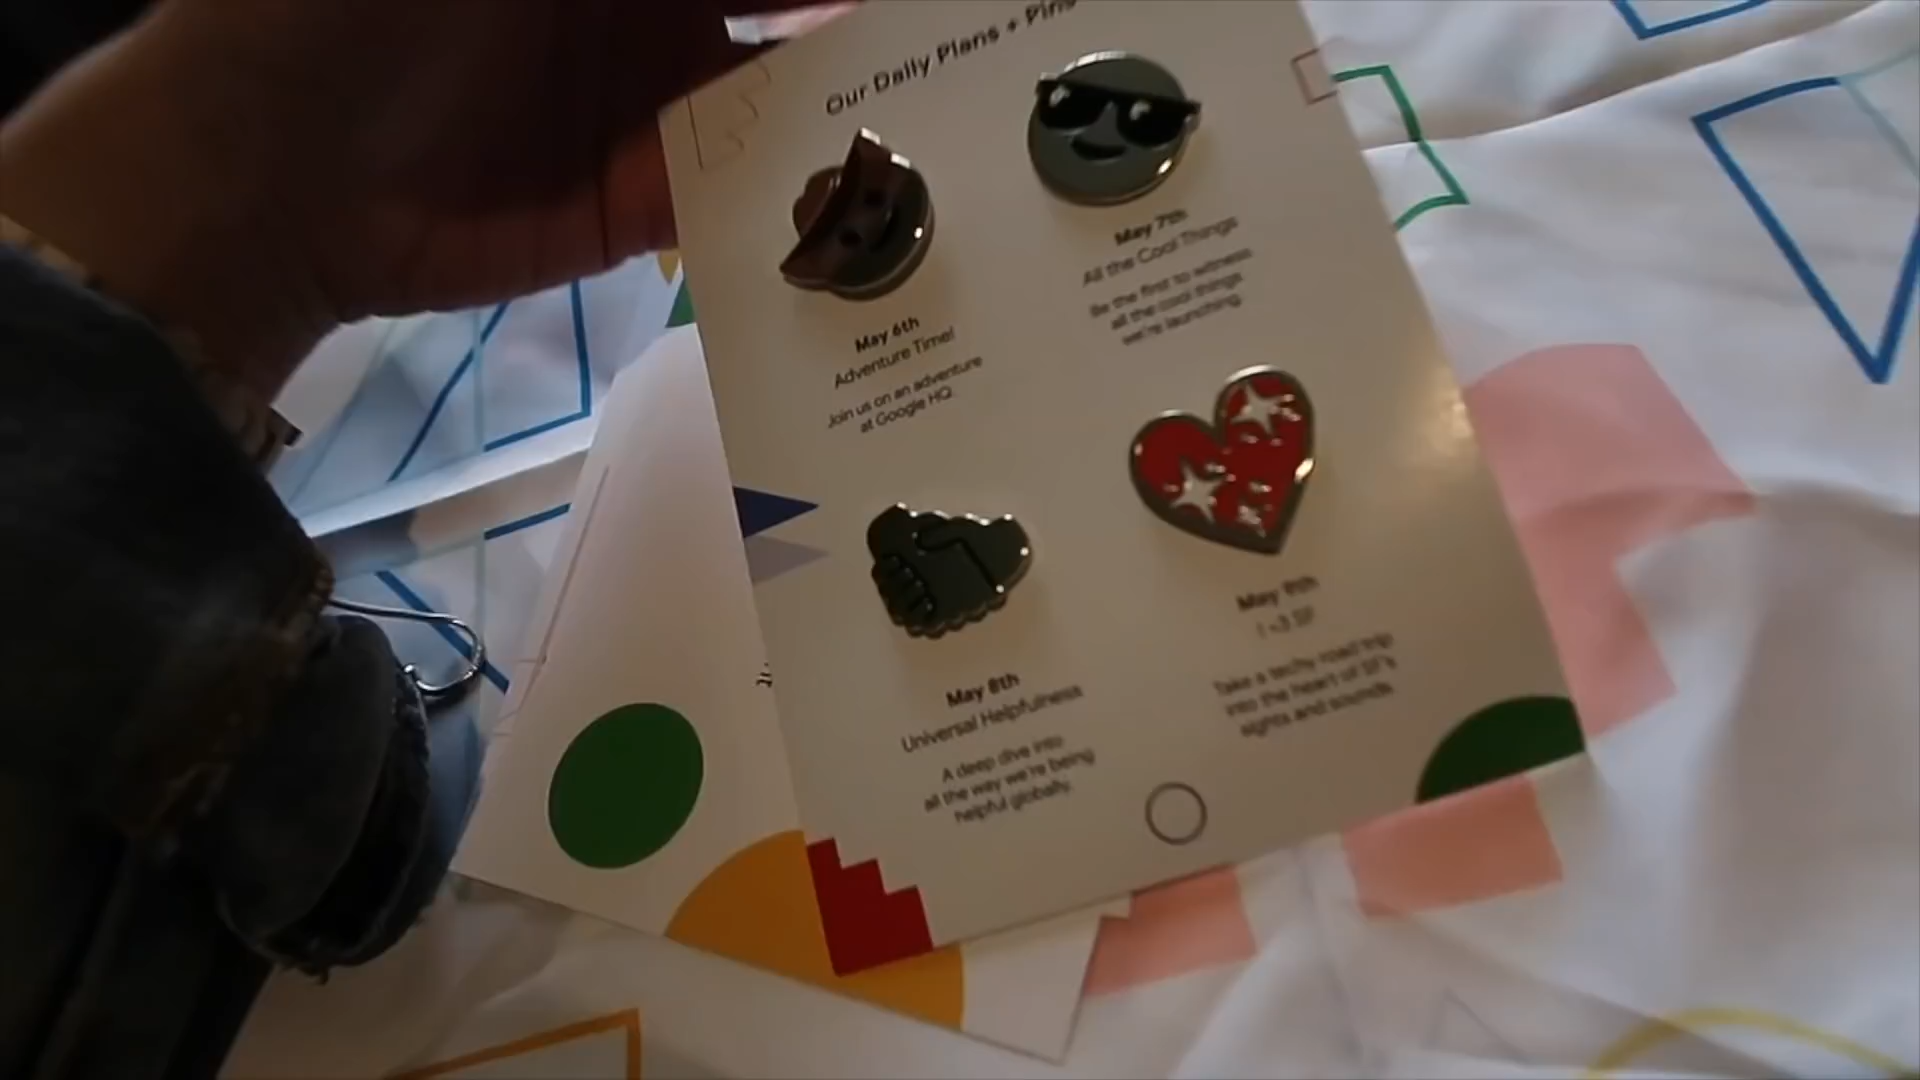 Our Daily Plans + Pins
May 6th
Adventure Time!
Join us on an adventure
at Google HQ.
May 7th
All the Cool Things
Be the first to witness
all the cool things
we're launching.
May 8th
Universal Helpfulness
A deep dive into
all the way we're being
helpful globally.
May 9th
I <3 SF
Take a techy road trip
into the heart of SF's
sights and sounds.